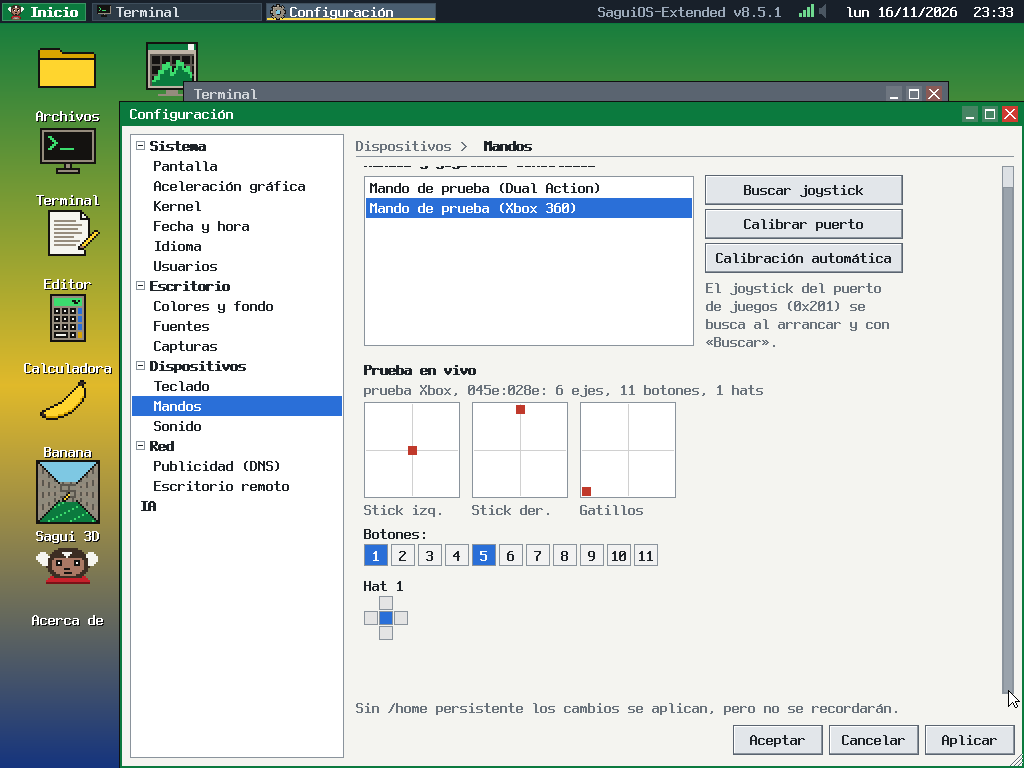 Inicio
Terminal
Configuración
SaguiOS-Extended v8.5.1
lun 16/11/2026 23:33
Archivos
Terminal
Editor
Calculadora
Banana
Sagui 3D
Acerca de
Terminal
Configuración
Sistema
Pantalla
Aceleración gráfica
Kernel
Fecha y hora
Idioma
Usuarios
Escritorio
Colores y fondo
Fuentes
Capturas
Dispositivos
Teclado
Mandos
Sonido
Red
Publicidad (DNS)
Escritorio remoto
IA
Dispositivos > Mandos
Mando de prueba (Dual Action)
Mando de prueba (Xbox 360)
Buscar joystick
Calibrar puerto
Calibración automática
El joystick del puerto
de juegos (0x201) se
busca al arrancar y con
«Buscar».
Prueba en vivo
prueba Xbox, 045e:028e: 6 ejes, 11 botones, 1 hats
Stick izq. Stick der. Gatillos
Botones:
1 2 3 4 5 6 7 8 9 10 11
Hat 1
Sin /home persistente los cambios se aplican, pero no se recordarán.
Aceptar Cancelar Aplicar